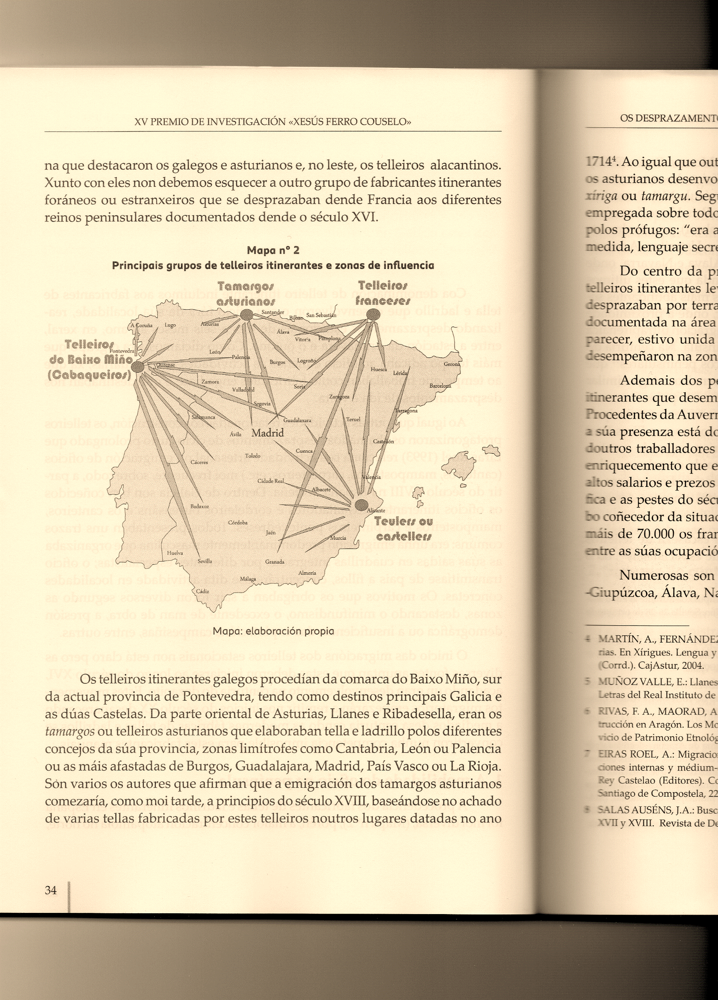 XV PREMIO DE INVESTIGACIÓN «XESÚS FERRO COUSELO»
na que destacaron os galegos e asturianos e, no leste, os telleiros alacantinos.
Xunto con eles non debemos esquecer a outro grupo de fabricantes itinerantes
foráneos ou estranxeiros que se desprazaban dende Francia aos diferentes
reinos peninsulares documentados dende o século XVI.
Mapa nº 2
Principais grupos de telleiros itinerantes e zonas de influencia
Tamargos
asturianos
Telleiros
franceses
Telleiros
do Baixo Miño
(Cabaqueiros)
Teulers ou
castellers
A Coruña
Lugo
Asturias
Santander
Bilbao
San Sebastián
Álava
Vitoria
Pamplona
Pontevedra
Ourense
León
Palencia
Burgos
Logroño
Huesca
Lérida
Gerona
Barcelona
Zamora
Valladolid
Soria
Segovia
Zaragoza
Tarragona
Salamanca
Guadalaxara
Teruel
Ávila
Madrid
Castellón
Toledo
Cuenca
Cáceres
Valencia
Cidade Real
Albacete
Badaxoz
Alicante
Córdoba
Jaén
Murcia
Huelva
Sevilla
Granada
Almería
Málaga
Cádiz
Mapa: elaboración propia
Os telleiros itinerantes galegos procedían da comarca do Baixo Miño, sur
da actual provincia de Pontevedra, tendo como destinos principais Galicia e
as dúas Castelas. Da parte oriental de Asturias, Llanes e Ribadesella, eran os
tamargos ou telleiros asturianos que elaboraban tella e ladrillo polos diferentes
concejos da súa provincia, zonas limítrofes como Cantabria, León ou Palencia
ou as máis afastadas de Burgos, Guadalajara, Madrid, País Vasco ou La Rioja.
Són varios os autores que afirman que a emigración dos tamargos asturianos
comezaría, como moi tarde, a principios do século XVIII, baseándose no achado
de varias tellas fabricadas por estes telleiros noutros lugares datadas no ano
34
OS DESPRAZAMENTO
1714⁴. Ao igual que out
os asturianos desenvo
xíriga ou tamargu. Seg
empregada sobre todo
polos prófugos: “era a
medida, lenguaje secre
Do centro da pr
telleiros itinerantes lev
desprazaban por terra
documentada na área
parecer, estivo unida
desempeñaron na zon
Ademais dos pe
itinerantes que desem
Procedentes da Auver
a súa presenza está do
doutros traballadores
enriquecemento que e
altos salarios e prezos
fica e as pestes do séc
bo coñecedor da situac
máis de 70.000 os fran
entre as súas ocupació
Numerosas son
-Giupúzcoa, Álava, Na
4 MARTÍN, A., FERNÁNDEZ
rias. En Xírigues. Lengua y
(Corrd.). CajAstur, 2004.
5 MUÑOZ VALLE, E.: Llanes
Letras del Real Instituto de
6 RIVAS, F. A., MAORAD, A
trucción en Aragón. Los Mo
vicio de Patrimonio Etnológ
7 EIRAS ROEL, A.: Migracio
ciones internas y médium-
Rey Castelao (Editores). Co
Santiago de Compostela, 22
8 SALAS AUSÉNS, J.A.: Busc
XVII y XVIII. Revista de De